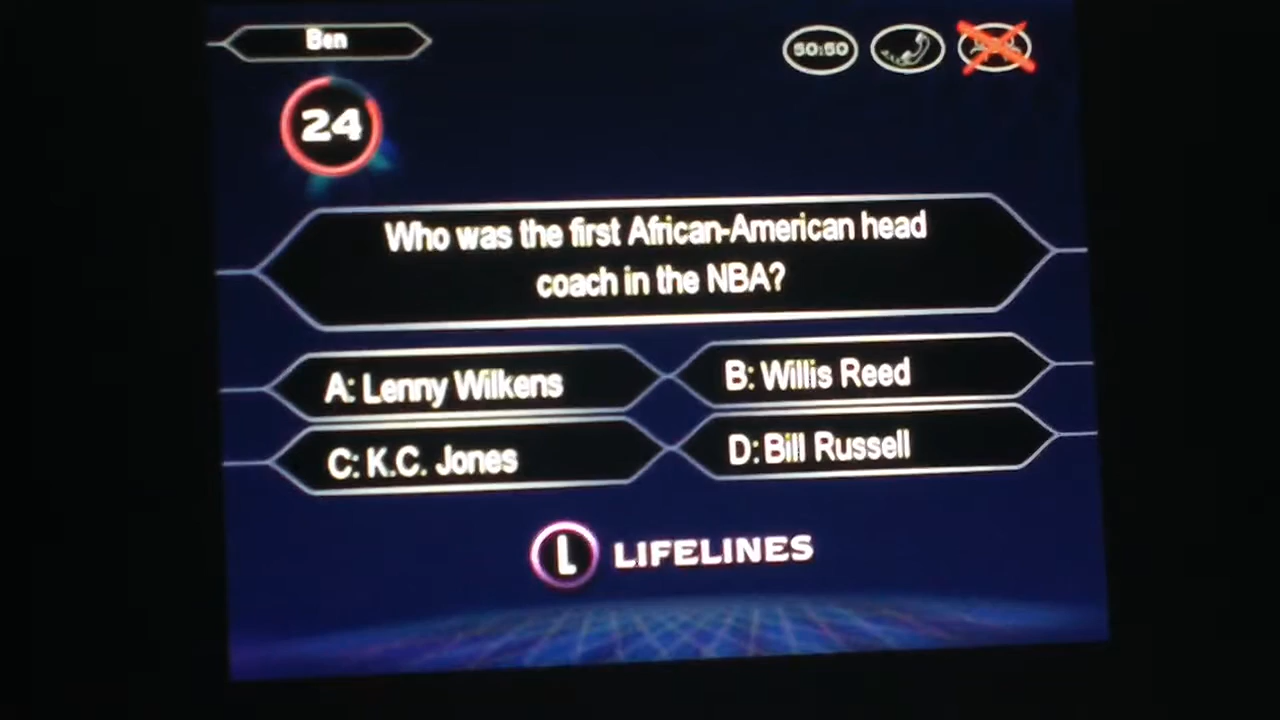 Ben
50:50
24
Who was the first African-American head
coach in the NBA?
A: Lenny Wilkens
B: Willis Reed
C: K.C. Jones
D: Bill Russell
L LIFELINES